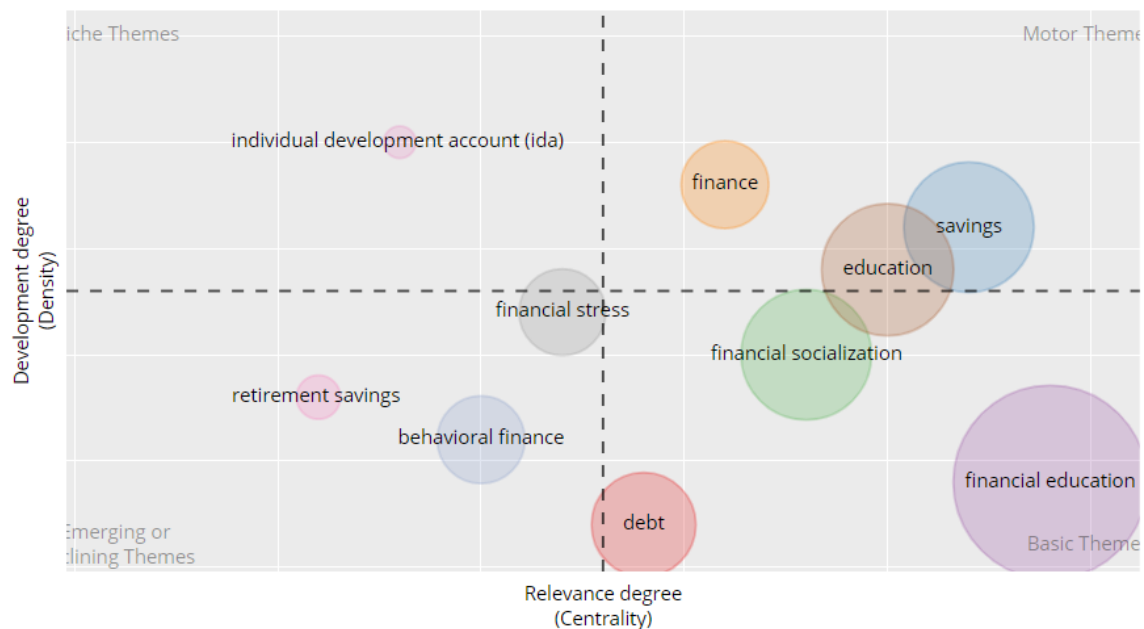 iche Themes
Motor Theme
individual development account (ida)
finance
savings
education
financial stress
financial socialization
retirement savings
behavioral finance
financial education
debt
Emerging or
clining Themes
Basic Theme
Development degree
(Density)
Relevance degree
(Centrality)